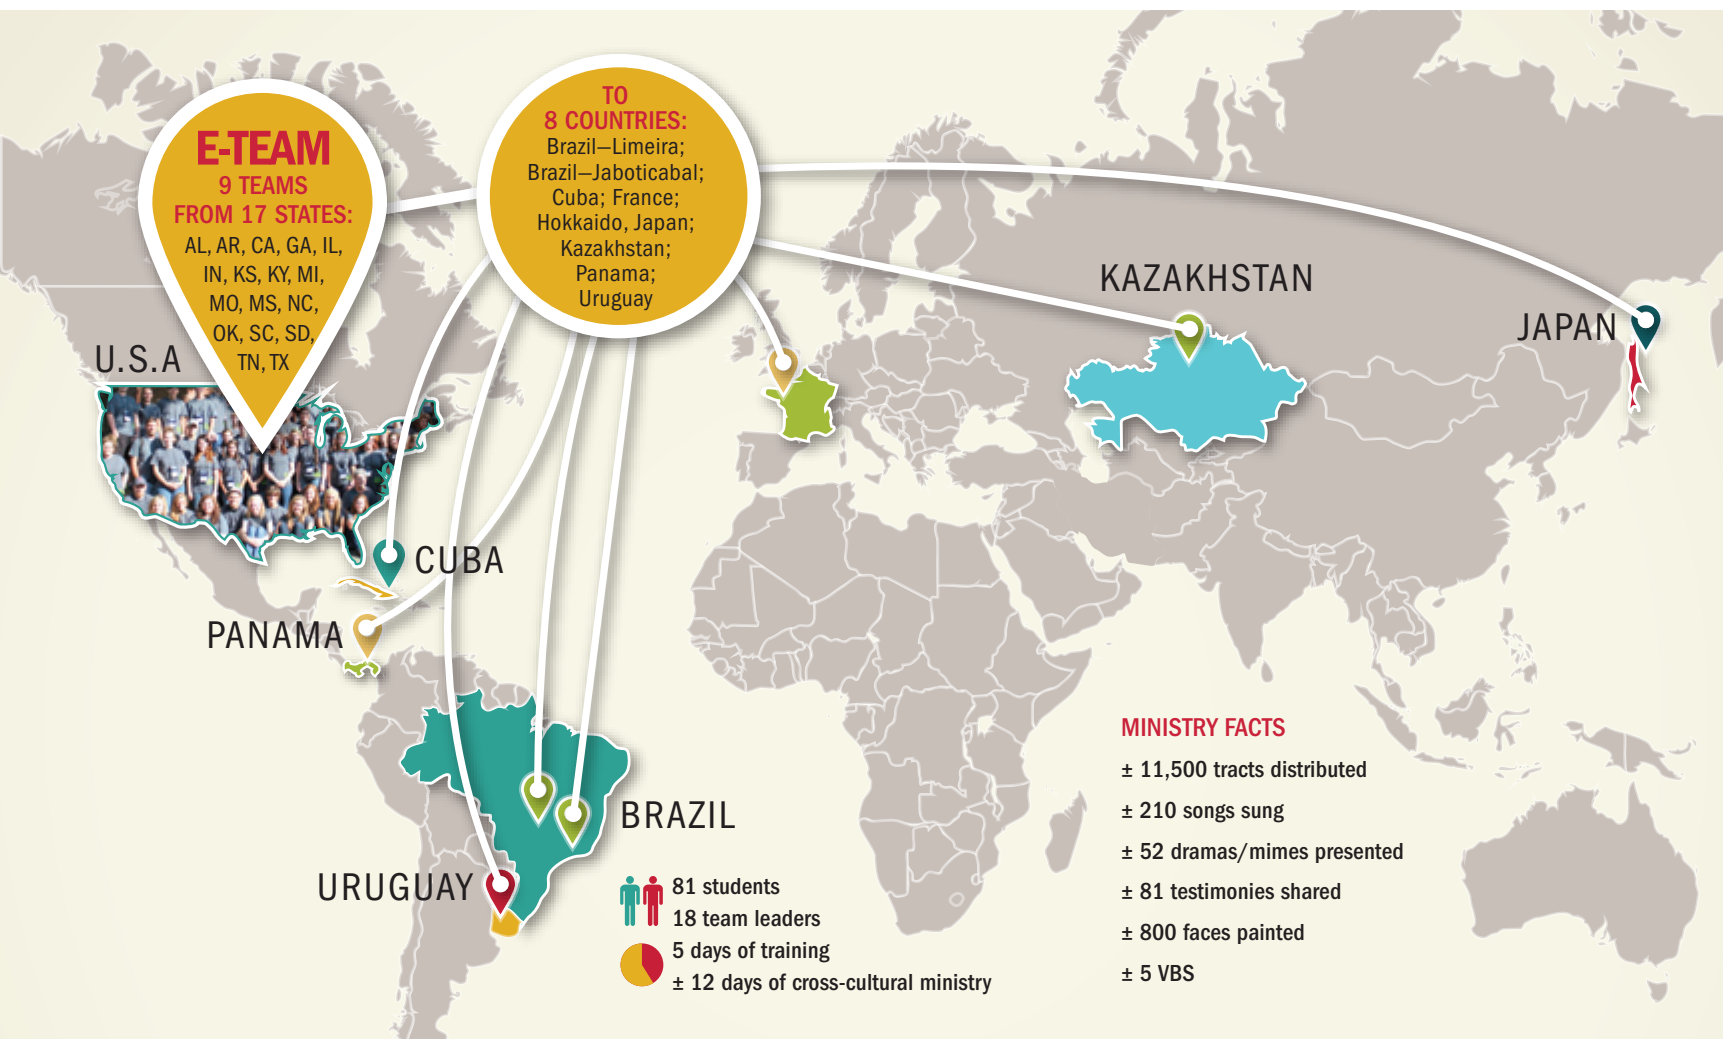 E-TEAM
9 TEAMS
FROM 17 STATES:
AL, AR, CA, GA, IL,
IN, KS, KY, MI,
MO, MS, NC,
OK, SC, SD,
TN, TX
TO
8 COUNTRIES:
Brazil—Limeira;
Brazil—Jaboticabal;
Cuba; France;
Hokkaido, Japan;
Kazakhstan;
Panama;
Uruguay
U.S.A
KAZAKHSTAN
JAPAN
CUBA
PANAMA
BRAZIL
URUGUAY
81 students
18 team leaders
5 days of training
± 12 days of cross-cultural ministry
MINISTRY FACTS
± 11,500 tracts distributed
± 210 songs sung
± 52 dramas/mimes presented
± 81 testimonies shared
± 800 faces painted
± 5 VBS